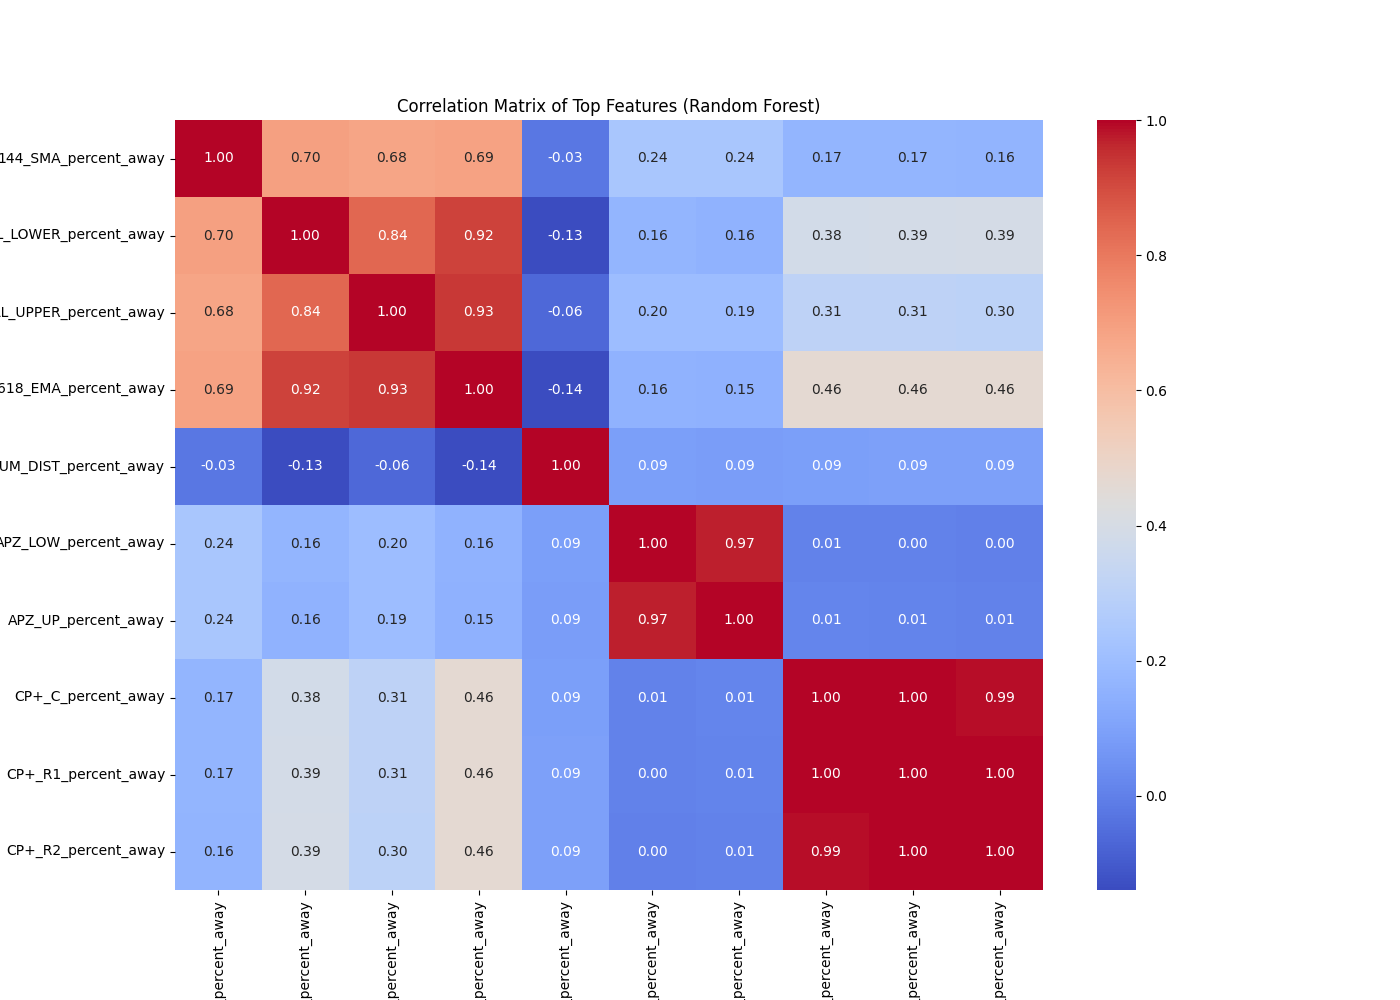 Correlation Matrix of Top Features (Random Forest)
144_SMA_percent_away 1.00 0.70 0.68 0.69 -0.03 0.24 0.24 0.17 0.17 0.16
L_LOWER_percent_away 0.70 1.00 0.84 0.92 -0.13 0.16 0.16 0.38 0.39 0.39
L_UPPER_percent_away 0.68 0.84 1.00 0.93 -0.06 0.20 0.19 0.31 0.31 0.30
618_EMA_percent_away 0.69 0.92 0.93 1.00 -0.14 0.16 0.15 0.46 0.46 0.46
UM_DIST_percent_away -0.03 -0.13 -0.06 -0.14 1.00 0.09 0.09 0.09 0.09 0.09
APZ_LOW_percent_away 0.24 0.16 0.20 0.16 0.09 1.00 0.97 0.01 0.00 0.00
APZ_UP_percent_away 0.24 0.16 0.19 0.15 0.09 0.97 1.00 0.01 0.01 0.01
CP+_C_percent_away 0.17 0.38 0.31 0.46 0.09 0.01 0.01 1.00 1.00 0.99
CP+_R1_percent_away 0.17 0.39 0.31 0.46 0.09 0.00 0.01 1.00 1.00 1.00
CP+_R2_percent_away 0.16 0.39 0.30 0.46 0.09 0.00 0.01 0.99 1.00 1.00
percent_away
percent_away
percent_away
percent_away
percent_away
percent_away
percent_away
percent_away
percent_away
percent_away
1.0
0.8
0.6
0.4
0.2
0.0